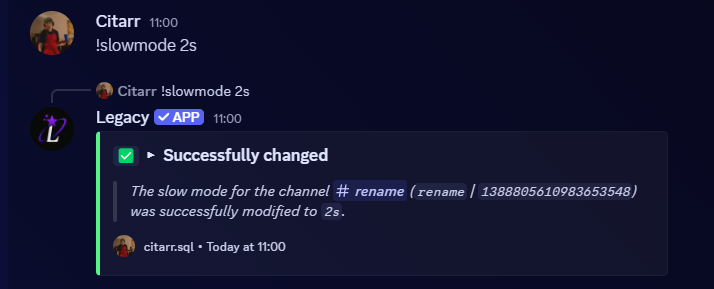 Citarr 11:00
!slowmode 2s
Citarr !slowmode 2s
Legacy ✓ APP 11:00
✅ ▸ Successfully changed
The slow mode for the channel # rename (rename | 1388805610983653548)
was successfully modified to 2s.
citarr.sql • Today at 11:00